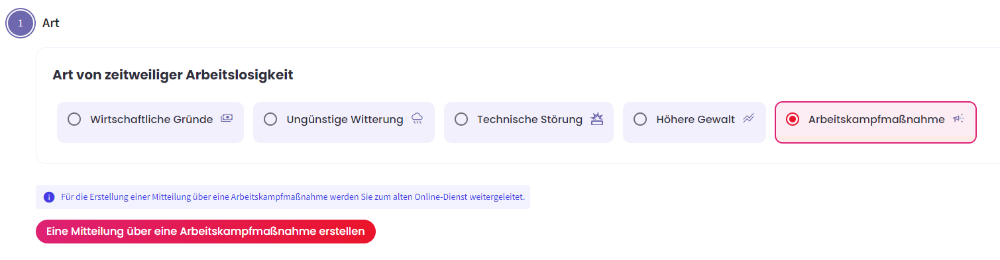 1 Art
Art von zeitweiliger Arbeitslosigkeit
Wirtschaftliche Gründe Ungünstige Witterung Technische Störung Höhere Gewalt Arbeitskampfmaßnahme
Für die Erstellung einer Mitteilung über eine Arbeitskampfmaßnahme werden Sie zum alten Online-Dienst weitergeleitet.
Eine Mitteilung über eine Arbeitskampfmaßnahme erstellen